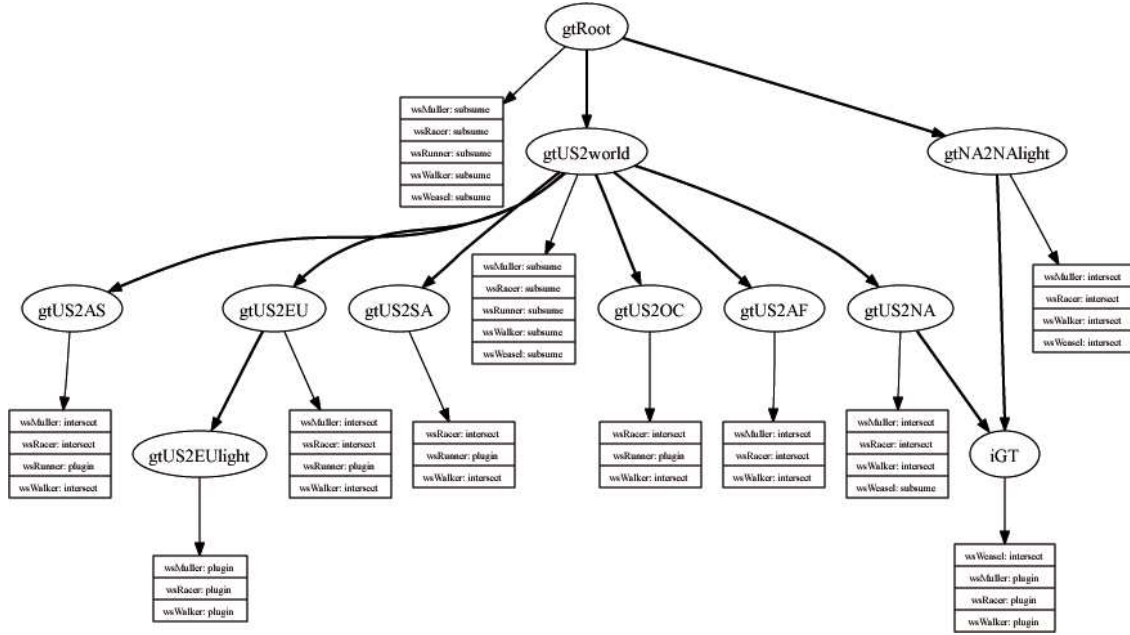 gtRoot
wsMuller: subsume
wsRacer: subsume
wsRunner: subsume
wsWalker: subsume
wsWeasel: subsume
gtUS2world
gtNA2NAlight
wsMuller: subsume
wsRacer: subsume
wsRunner: subsume
wsWalker: subsume
wsWeasel: subsume
wsMuller: intersect
wsRacer: intersect
wsWalker: intersect
wsWeasel: intersect
gtUS2AS
gtUS2EU
gtUS2SA
gtUS2OC
gtUS2AF
gtUS2NA
wsMuller: intersect
wsRacer: intersect
wsRunner: plugin
wsWalker: intersect
gtUS2EUlight
wsMuller: intersect
wsRacer: intersect
wsRunner: plugin
wsWalker: intersect
wsRacer: intersect
wsRunner: plugin
wsWalker: intersect
wsRacer: intersect
wsRunner: plugin
wsWalker: intersect
wsMuller: intersect
wsRacer: intersect
wsWalker: intersect
wsMuller: intersect
wsRacer: intersect
wsWalker: intersect
wsWeasel: subsume
iGT
wsMuller: plugin
wsRacer: plugin
wsWalker: plugin
wsWeasel: intersect
wsMuller: plugin
wsRacer: plugin
wsWalker: plugin